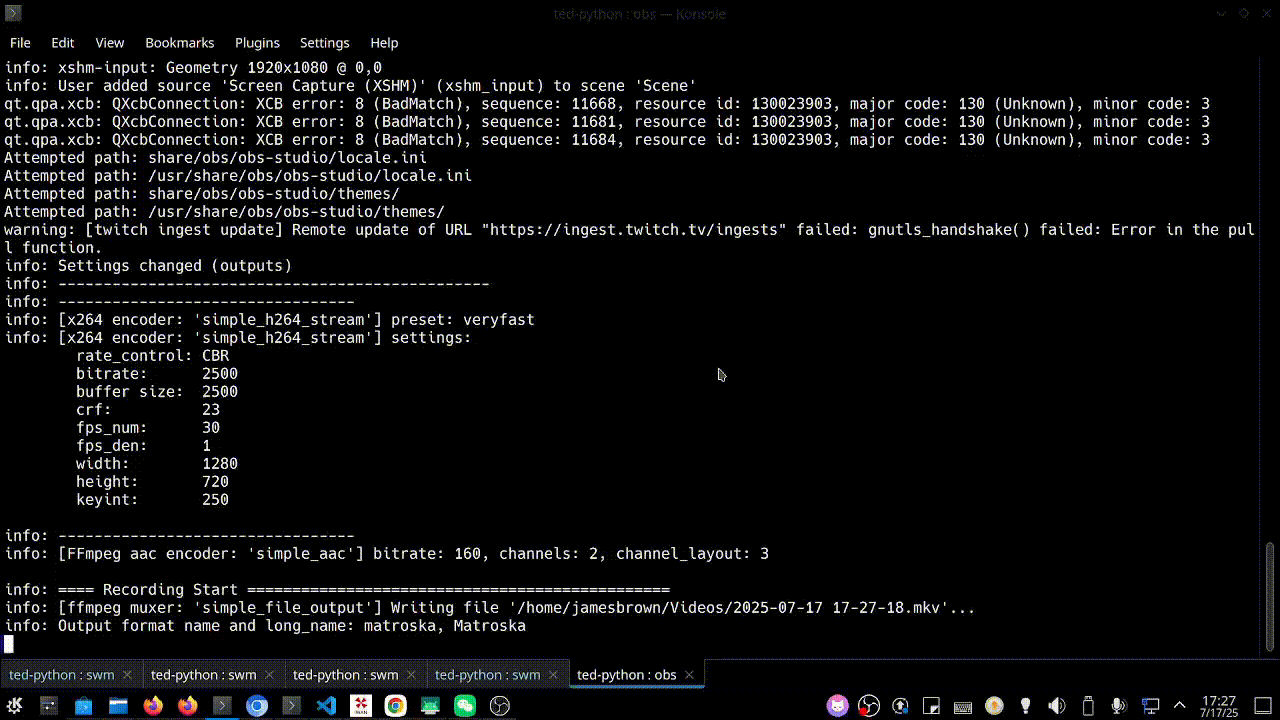 ted-python : obs — Konsole
File Edit View Bookmarks Plugins Settings Help
info: xshm-input: Geometry 1920x1080 @ 0,0
info: User added source 'Screen Capture (XSHM)' (xshm_input) to scene 'Scene'
qt.qpa.xcb: QXcbConnection: XCB error: 8 (BadMatch), sequence: 11668, resource id: 130023903, major code: 130 (Unknown), minor code: 3
qt.qpa.xcb: QXcbConnection: XCB error: 8 (BadMatch), sequence: 11681, resource id: 130023903, major code: 130 (Unknown), minor code: 3
qt.qpa.xcb: QXcbConnection: XCB error: 8 (BadMatch), sequence: 11684, resource id: 130023903, major code: 130 (Unknown), minor code: 3
Attempted path: share/obs/obs-studio/locale.ini
Attempted path: /usr/share/obs/obs-studio/locale.ini
Attempted path: share/obs/obs-studio/themes/
Attempted path: /usr/share/obs/obs-studio/themes/
warning: [twitch ingest update] Remote update of URL "https://ingest.twitch.tv/ingests" failed: gnutls_handshake() failed: Error in the pul
l function.
info: Settings changed (outputs)
info: ------------------------------------------------
info: ---------------------------------
info: [x264 encoder: 'simple_h264_stream'] preset: veryfast
info: [x264 encoder: 'simple_h264_stream'] settings:
rate_control: CBR
bitrate: 2500
buffer size: 2500
crf: 23
fps_num: 30
fps_den: 1
width: 1280
height: 720
keyint: 250
info: ---------------------------------
info: [FFmpeg aac encoder: 'simple_aac'] bitrate: 160, channels: 2, channel_layout: 3
info: ==== Recording Start ===============================================
info: [ffmpeg muxer: 'simple_file_output'] Writing file '/home/jamesbrown/Videos/2025-07-17 17-27-18.mkv'...
info: Output format name and long_name: matroska, Matroska
ted-python : swm ted-python : swm ted-python : swm ted-python : swm ted-python : obs
17:27
7/17/25